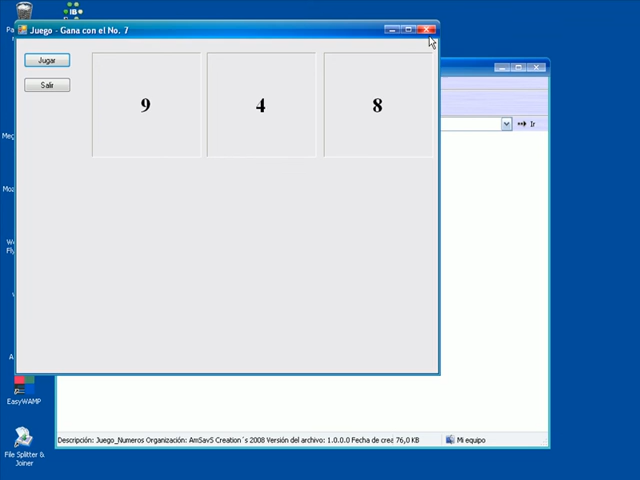 Juego - Gana con el No. 7
Jugar
Salir
9
4
8
Ir
EasyWAMP
File Splitter &
Joiner
Descripción: Juego_Numeros Organización: AmSavS Creation´s 2008 Versión del archivo: 1.0.0.0 Fecha de crea 76,0 KB
Mi equipo